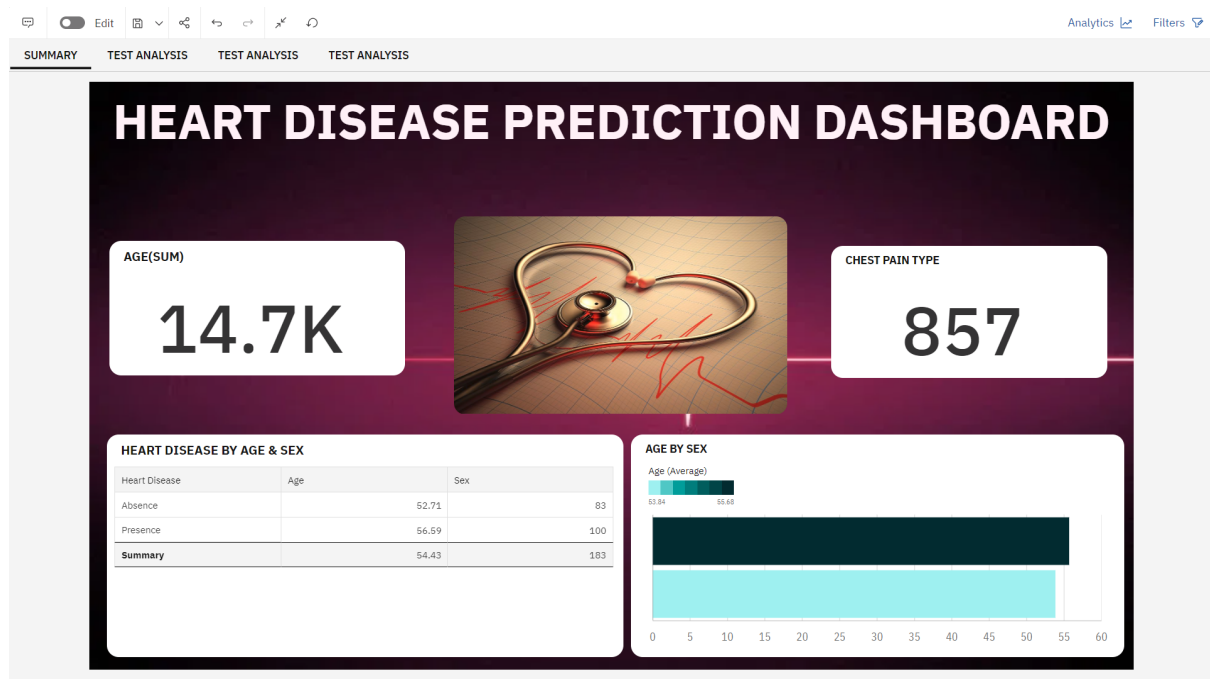 Edit
Analytics
Filters
SUMMARY TEST ANALYSIS TEST ANALYSIS TEST ANALYSIS
HEART DISEASE PREDICTION DASHBOARD
AGE(SUM)
14.7K
CHEST PAIN TYPE
857
HEART DISEASE BY AGE & SEX
Heart Disease Age Sex
Absence 52.71 83
Presence 56.59 100
Summary 54.43 183
AGE BY SEX
Age (Average)
53.84 55.68
0 5 10 15 20 25 30 35 40 45 50 55 60